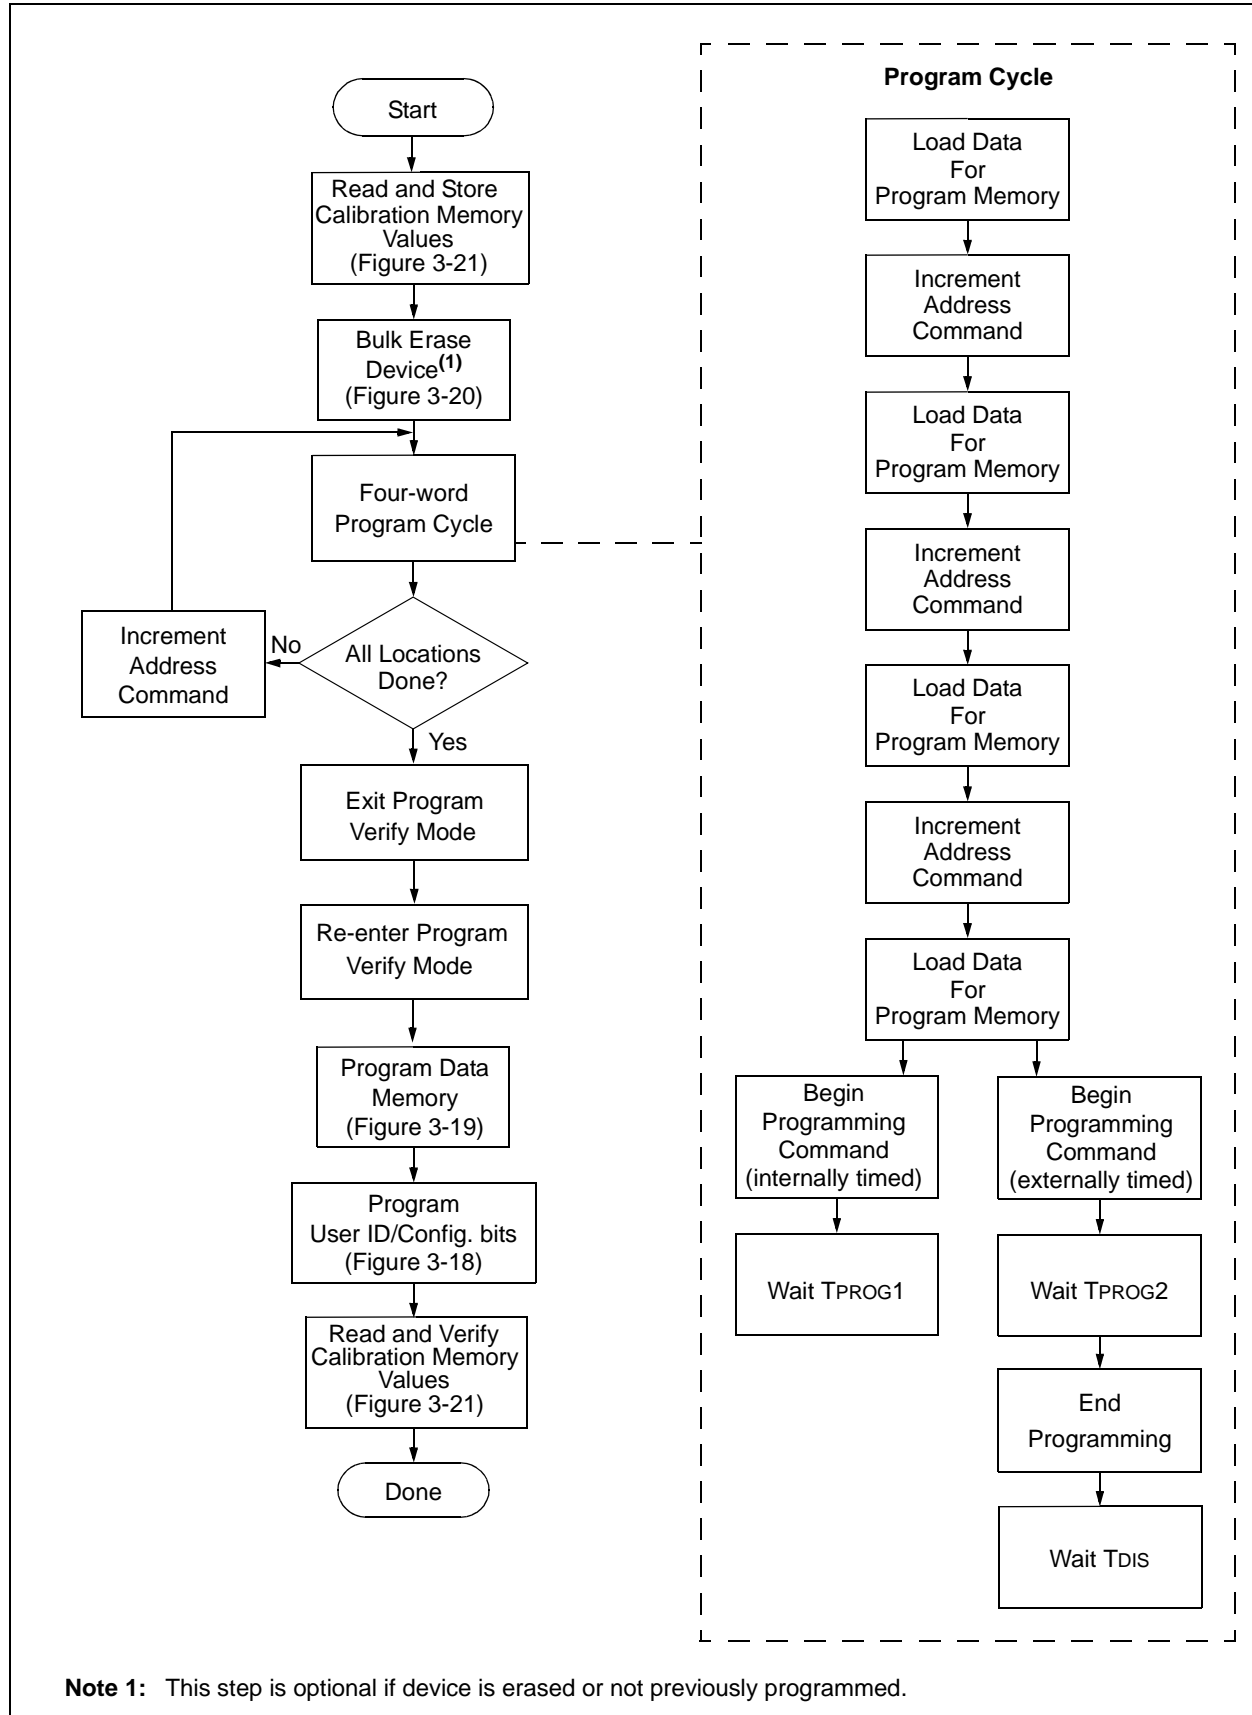 Start
Read and Store
Calibration Memory
Values
(Figure 3-21)
Bulk Erase
Device(1)
(Figure 3-20)
Four-word
Program Cycle
All Locations
Done?
No
Increment
Address
Command
Yes
Exit Program
Verify Mode
Re-enter Program
Verify Mode
Program Data
Memory
(Figure 3-19)
Program
User ID/Config. bits
(Figure 3-18)
Read and Verify
Calibration Memory
Values
(Figure 3-21)
Done
Program Cycle
Load Data
For
Program Memory
Increment
Address
Command
Load Data
For
Program Memory
Increment
Address
Command
Load Data
For
Program Memory
Increment
Address
Command
Load Data
For
Program Memory
Begin
Programming
Command
(internally timed)
Wait TPROG1
Begin
Programming
Command
(externally timed)
Wait TPROG2
End
Programming
Wait TDIS
Note 1: This step is optional if device is erased or not previously programmed.